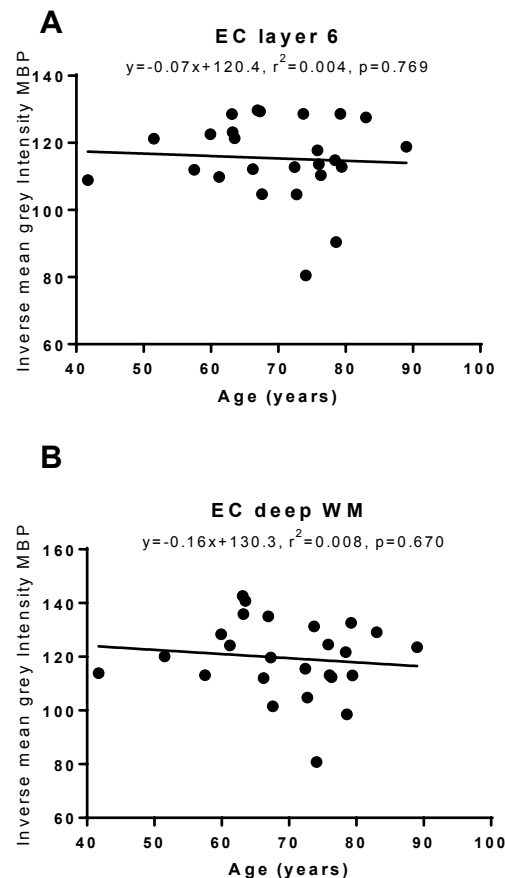 A
EC layer 6
y=-0.07x+120.4, r²=0.004, p=0.769
Inverse mean grey Intensity MBP
140
120
100
80
60
40 50 60 70 80 90 100
Age (years)
B
EC deep WM
y=-0.16x+130.3, r²=0.008, p=0.670
Inverse mean grey Intensity MBP
160
140
120
100
80
60
40 50 60 70 80 90 100
Age (years)